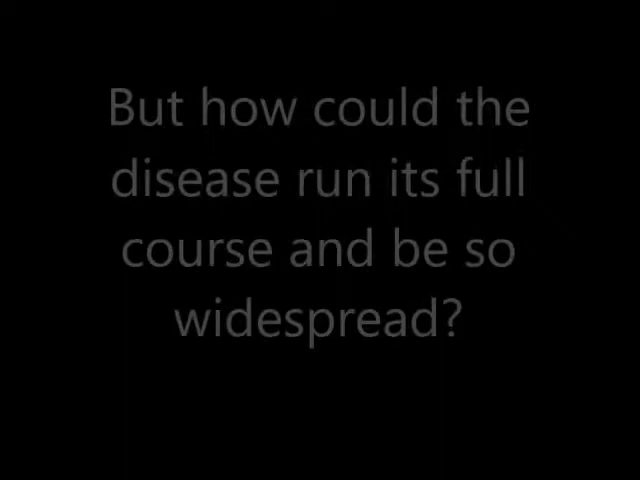 But how could the
disease run its full
course and be so
widespread?